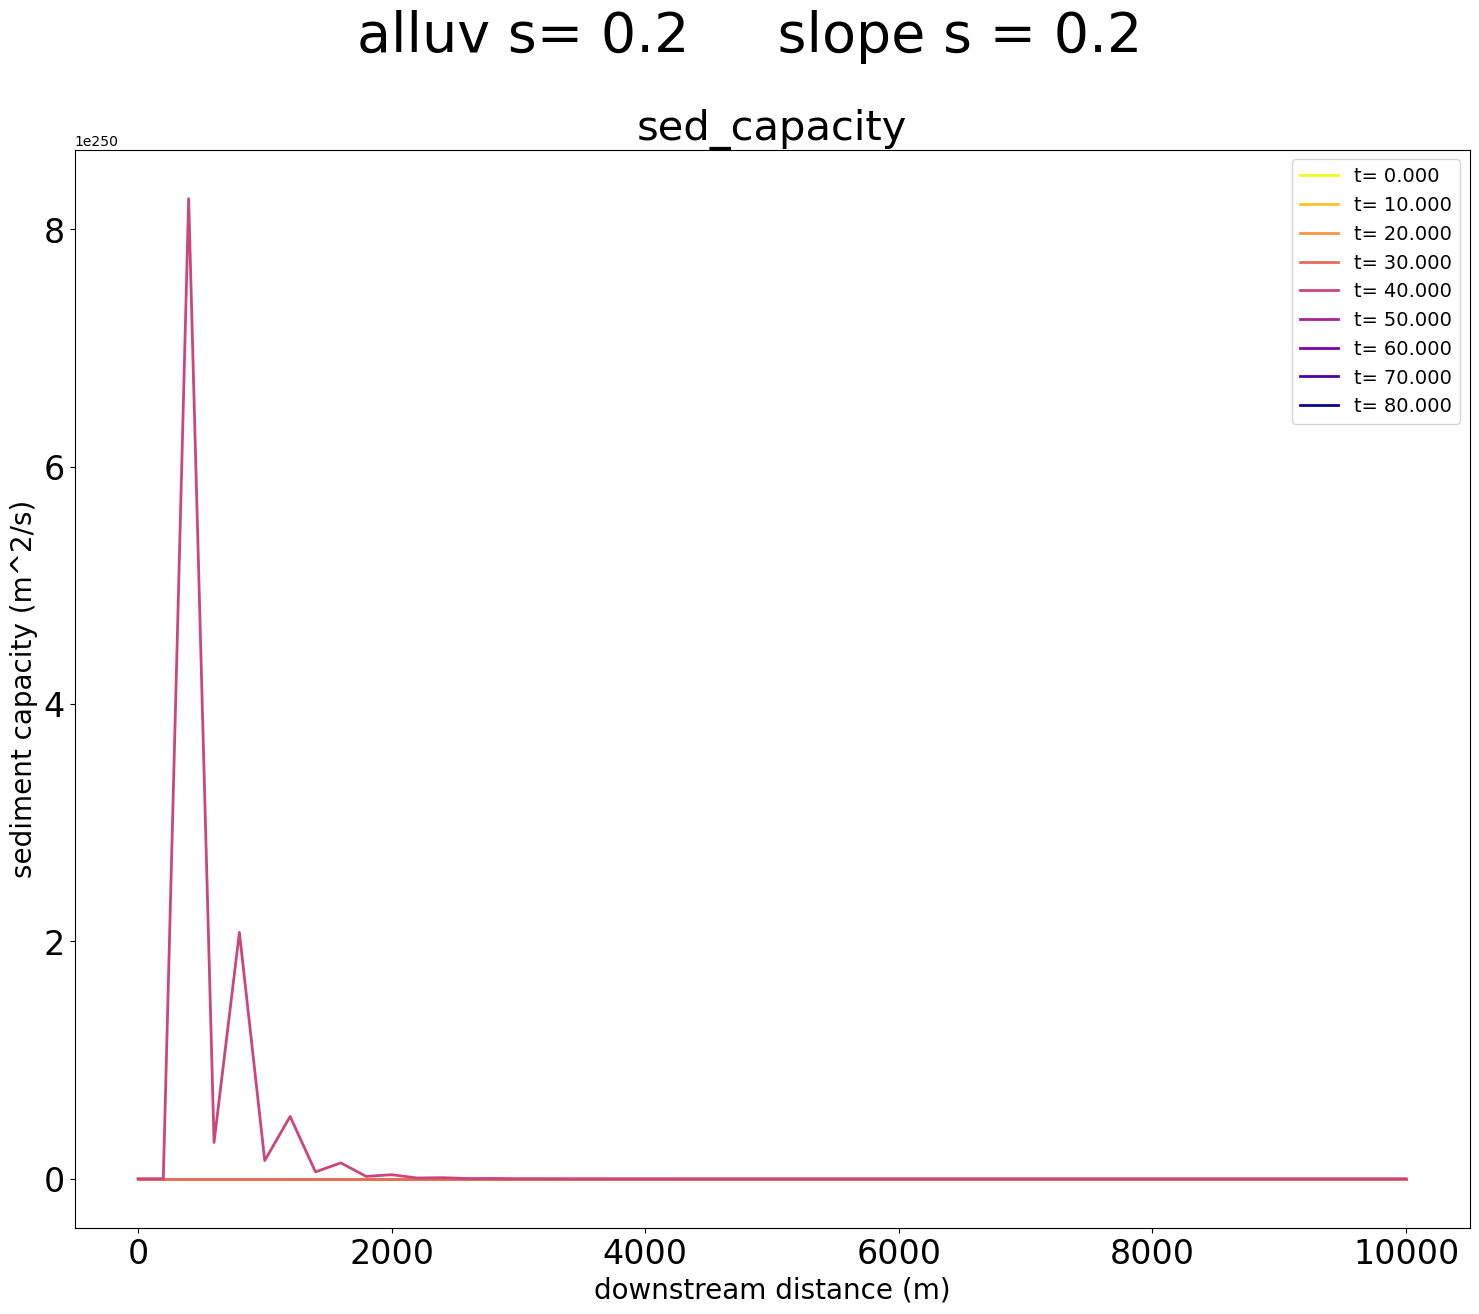 alluv s= 0.2     slope s = 0.2
sed_capacity
1e250
t= 0.000
t= 10.000
t= 20.000
t= 30.000
t= 40.000
t= 50.000
t= 60.000
t= 70.000
t= 80.000
8
6
4
2
0
sediment capacity (m^2/s)
0 2000 4000 6000 8000 10000
downstream distance (m)